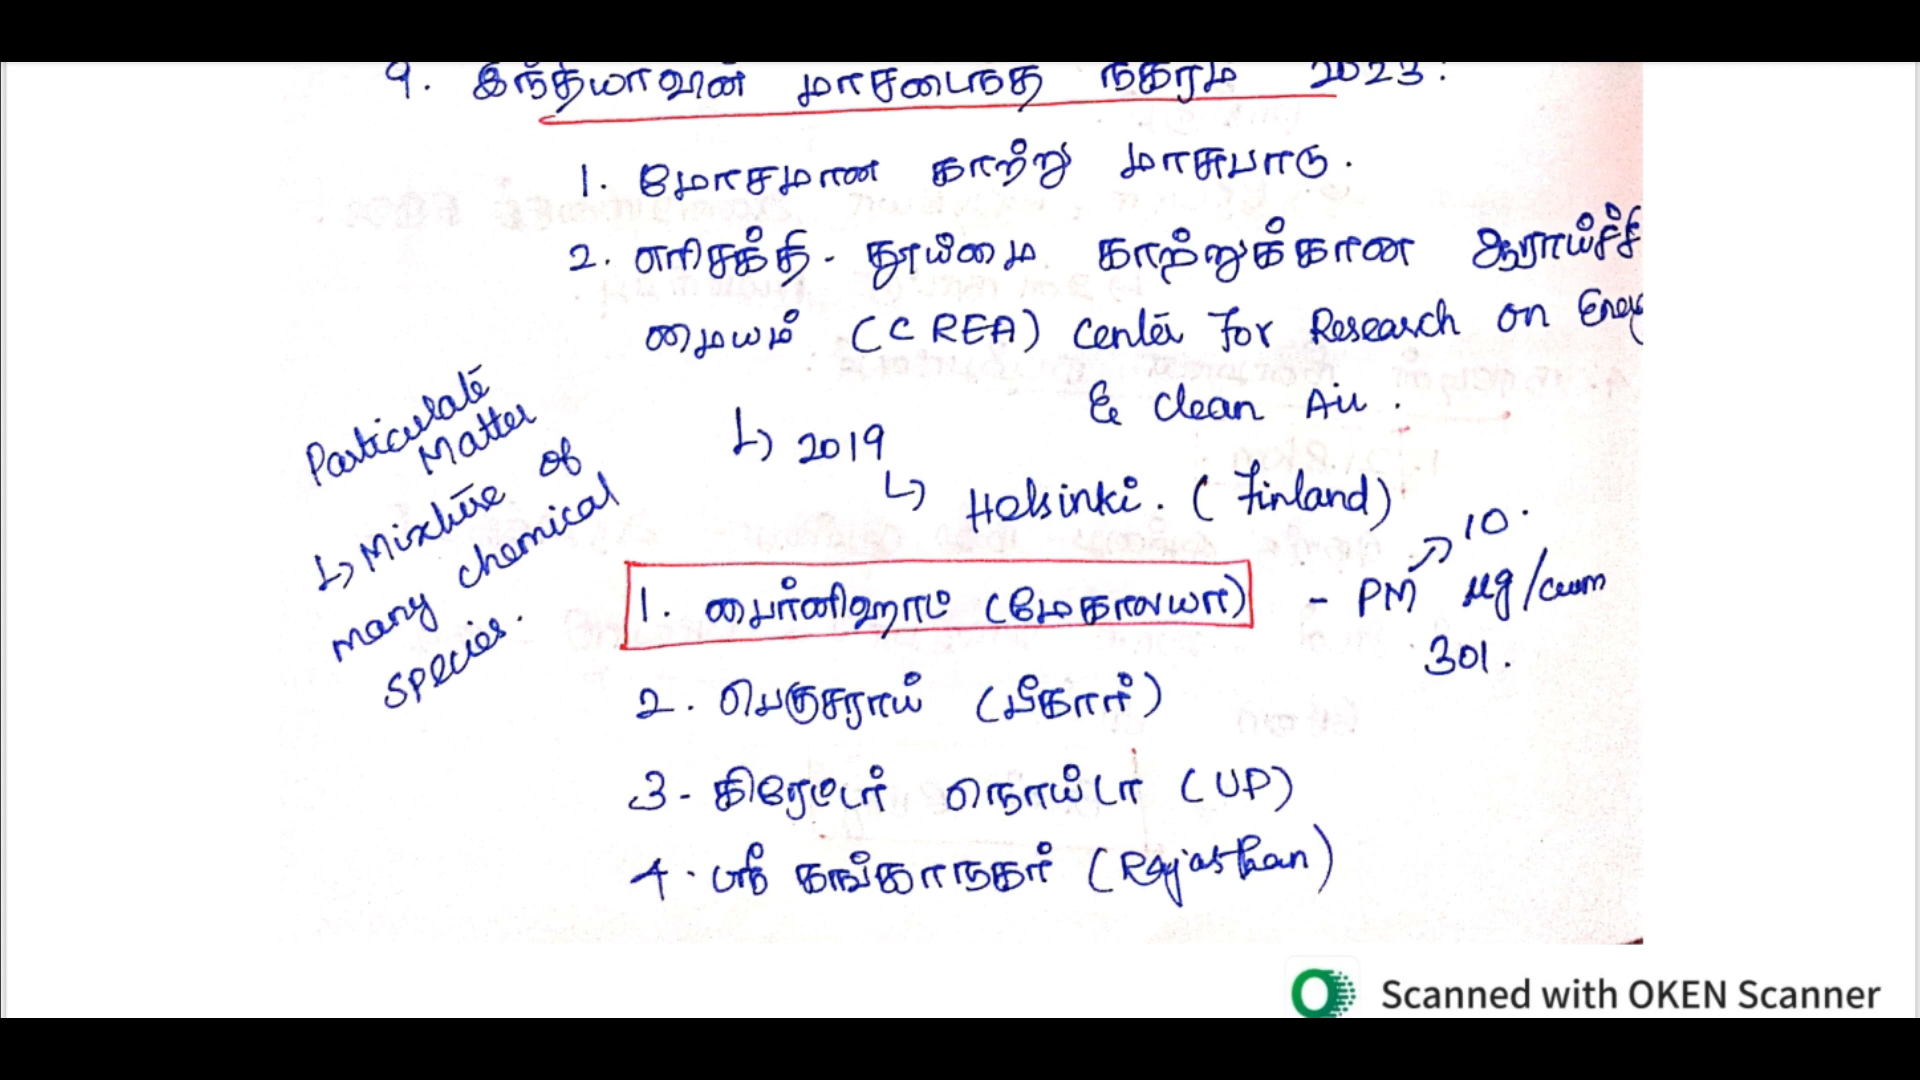 9. இந்தியாவின் மாசடைந்த நகரம் 2023:
1. மோசமான காற்று மாசுபாடு.
2. எரிசக்தி - தூய்மை காற்றுக்கான ஆராய்ச்சி
மையம் (CREA) Center for Research on Energ
& clean Air.
↳ 2019
↳ Helsinki. (Finland)
Particulate
Matter
↳ Mixture of
many chemical
species.
1. பைர்னிஹாட் (மேகாலயா) - PM ↗ 10. µg/cum
301.
2. பெகுசராய் (பீகார்)
3. கிரேட்டர் நொய்டா (UP)
4. ஸ்ரீ கங்காநகர் (Rajasthan)
Scanned with OKEN Scanner